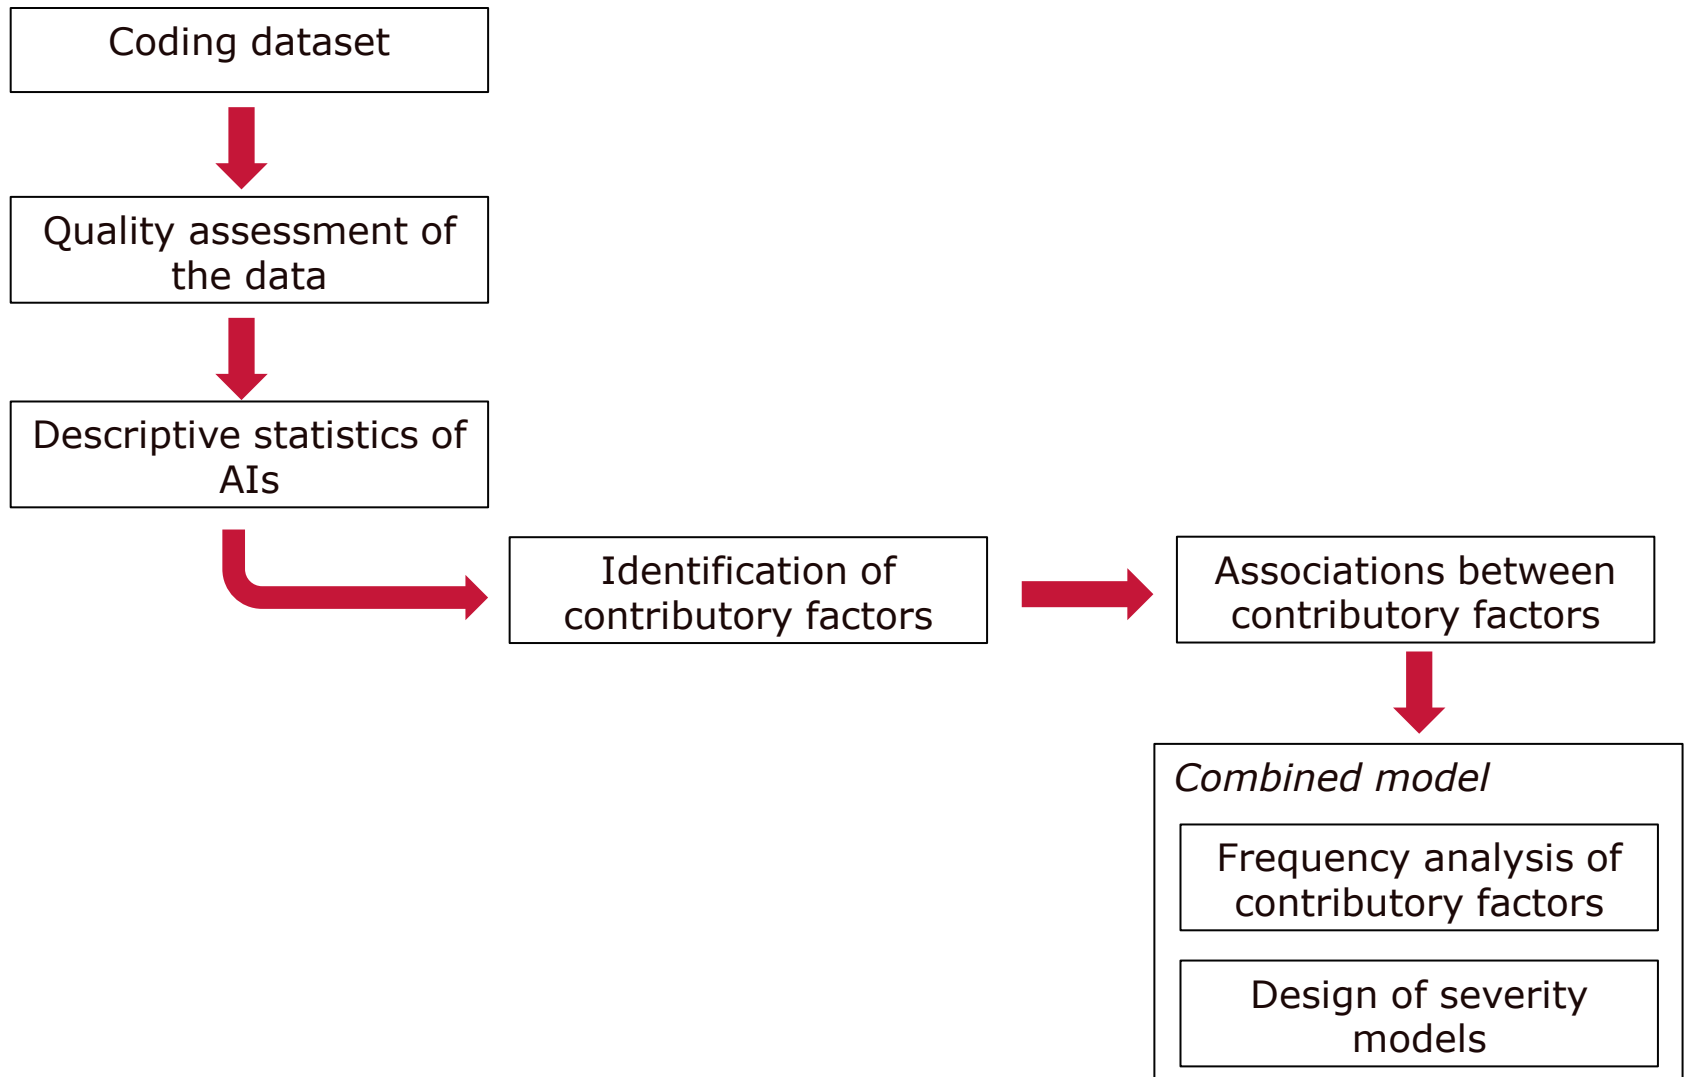 Coding dataset
Quality assessment of
the data
Descriptive statistics of
AIs
Identification of
contributory factors
Associations between
contributory factors
Combined model
Frequency analysis of
contributory factors
Design of severity
models